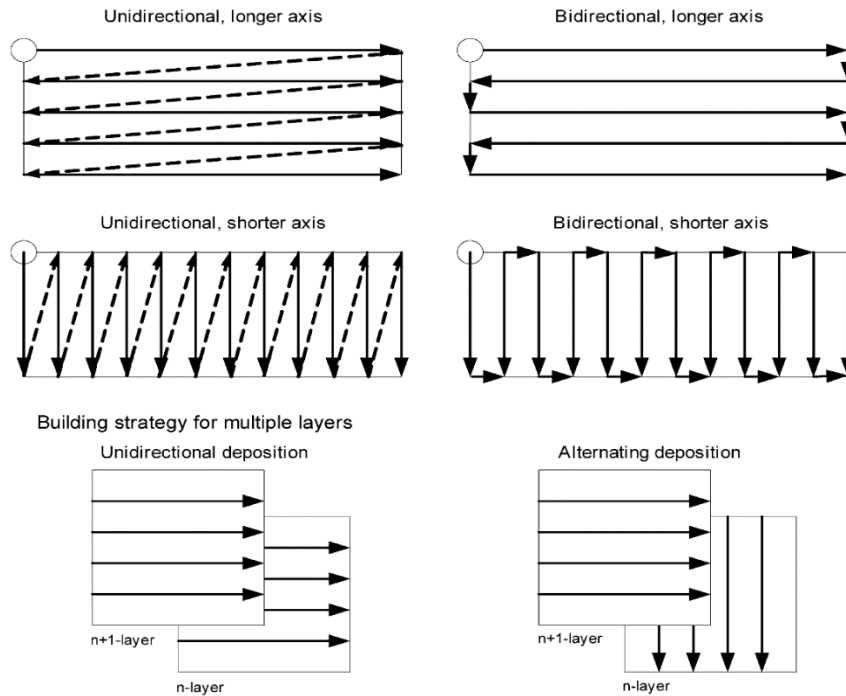 Unidirectional, longer axis
Bidirectional, longer axis
Unidirectional, shorter axis
Bidirectional, shorter axis
Building strategy for multiple layers
Unidirectional deposition
Alternating deposition
n+1-layer
n-layer
n+1-layer
n-layer